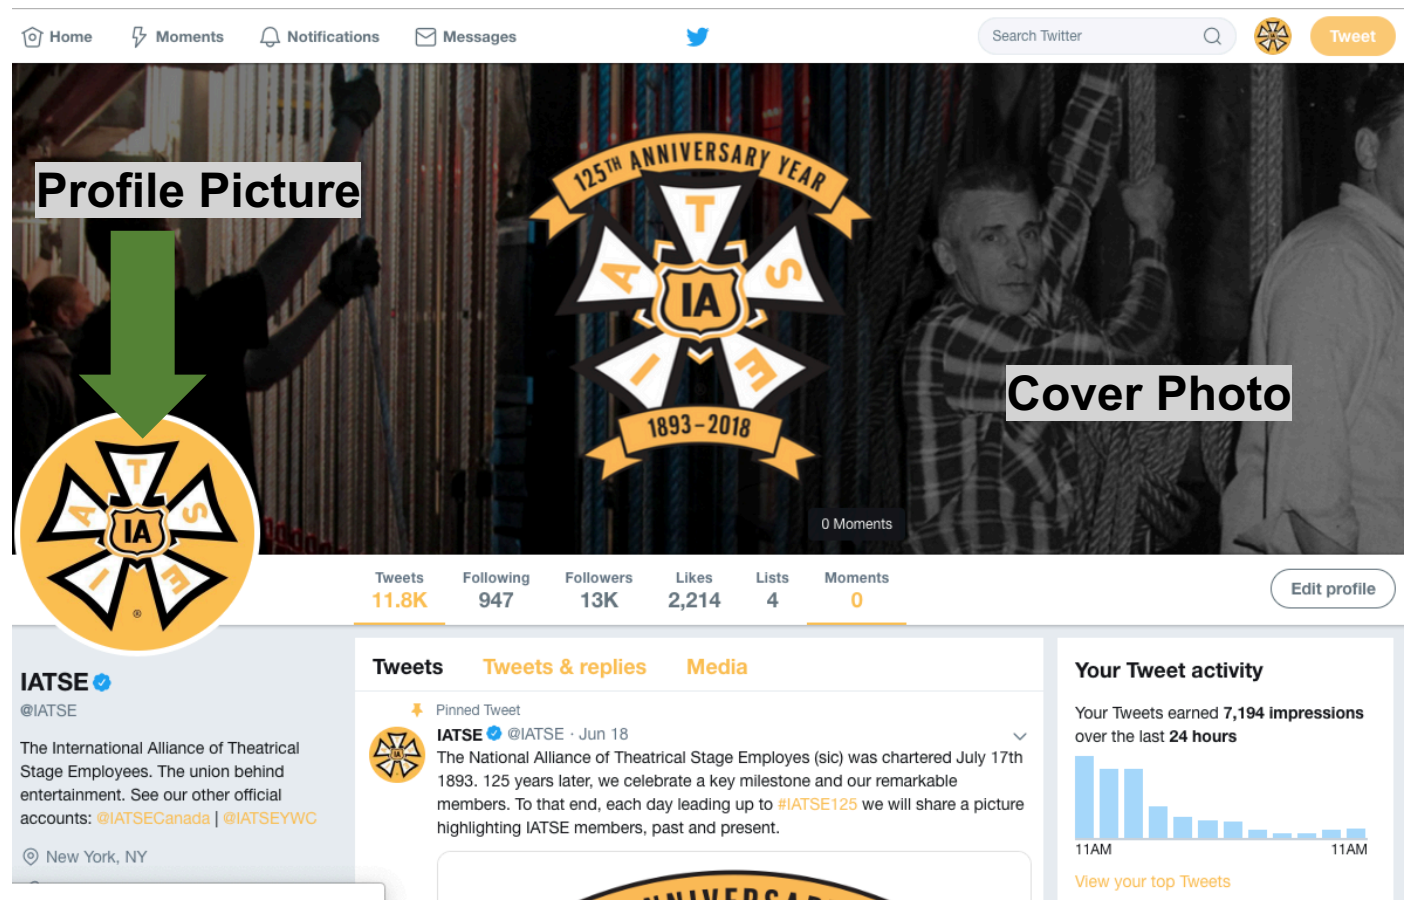 Home Moments Notifications Messages Search Twitter Tweet
125TH ANNIVERSARY YEAR
Profile Picture
I A T S E
IA
Cover Photo
1893–2018
0 Moments
I A T S E
IA
®
Tweets Following Followers Likes Lists Moments
11.8K 947 13K 2,214 4 0
Edit profile
IATSE
@IATSE
The International Alliance of Theatrical
Stage Employees. The union behind
entertainment. See our other official
accounts: @IATSECanada | @IATSEYWC
New York, NY
Tweets Tweets & replies Media
Pinned Tweet
IATSE @IATSE · Jun 18
The National Alliance of Theatrical Stage Employes (sic) was chartered July 17th
1893. 125 years later, we celebrate a key milestone and our remarkable
members. To that end, each day leading up to #IATSE125 we will share a picture
highlighting IATSE members, past and present.
Your Tweet activity
Your Tweets earned 7,194 impressions
over the last 24 hours
11AM 11AM
View your top Tweets